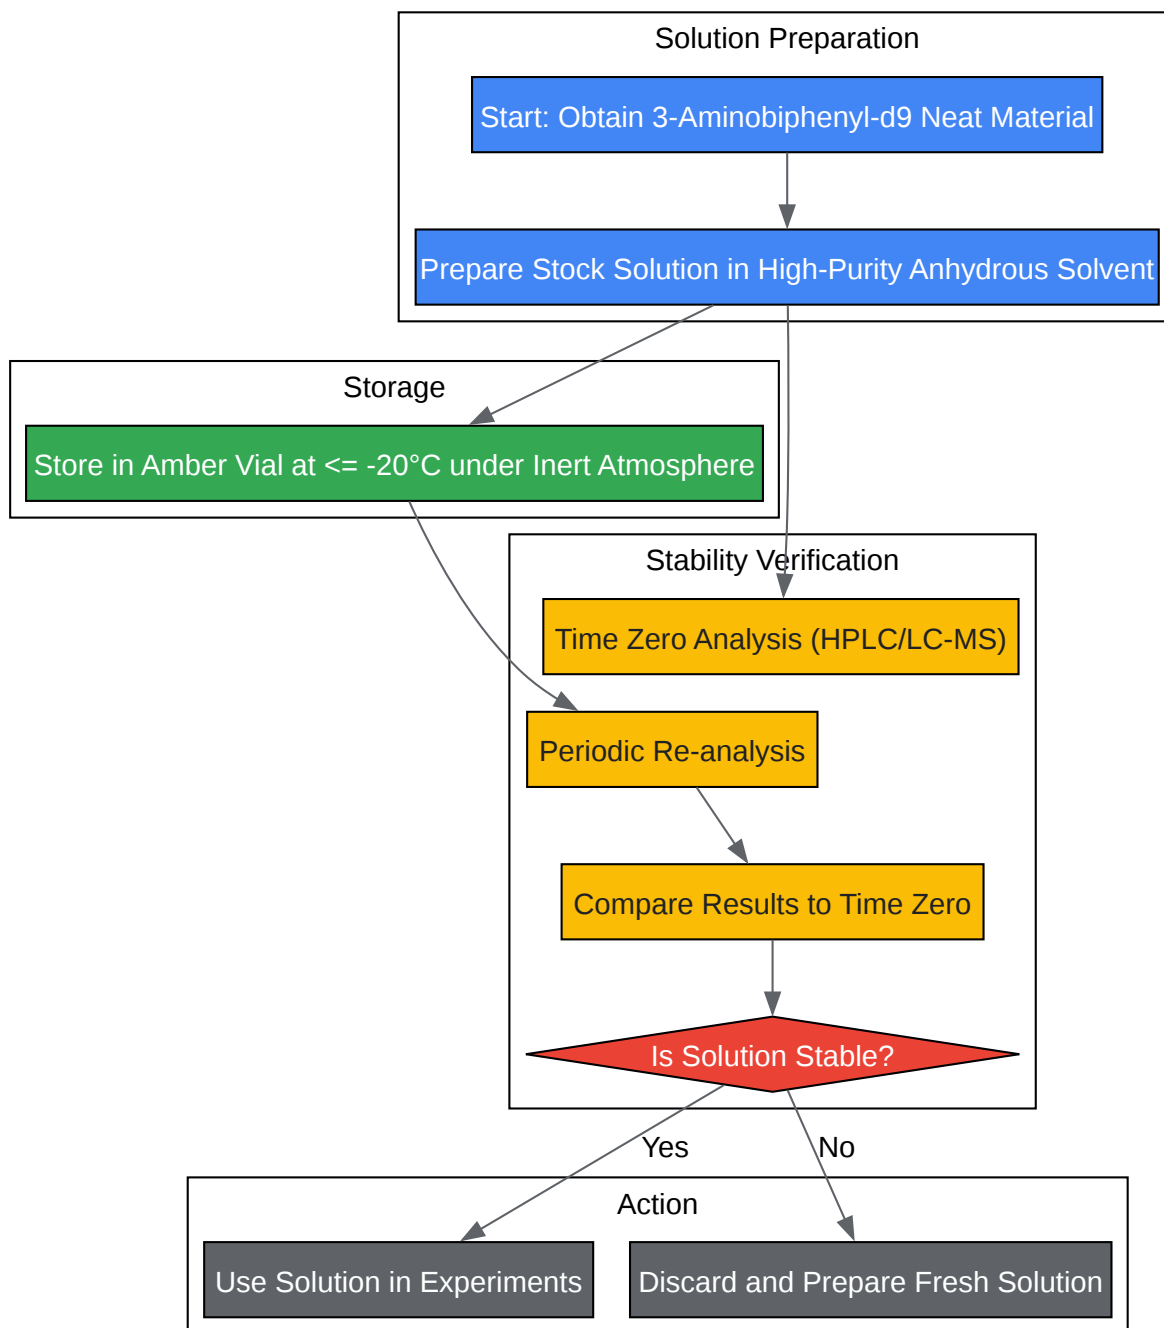 Solution Preparation
Start: Obtain 3-Aminobiphenyl-d9 Neat Material
Prepare Stock Solution in High-Purity Anhydrous Solvent
Storage
Store in Amber Vial at <= -20°C under Inert Atmosphere
Stability Verification
Time Zero Analysis (HPLC/LC-MS)
Periodic Re-analysis
Compare Results to Time Zero
Is Solution Stable?
Yes
No
Action
Use Solution in Experiments
Discard and Prepare Fresh Solution